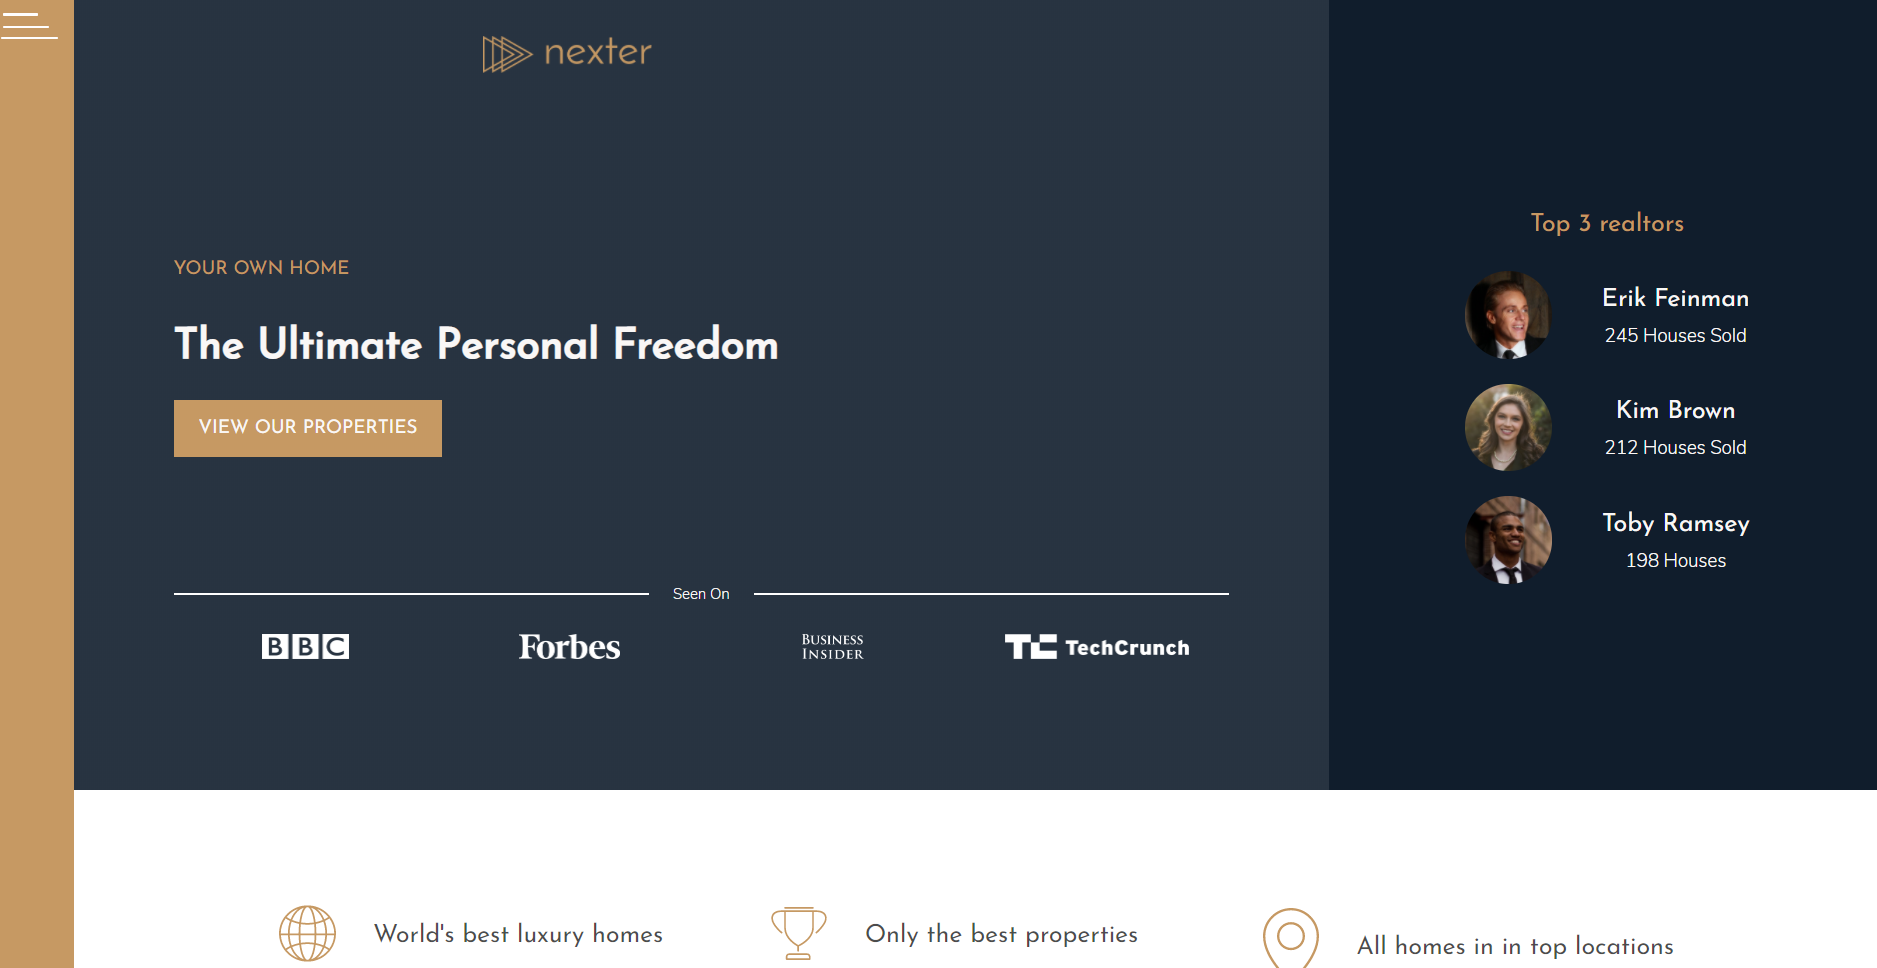 nexter
YOUR OWN HOME
The Ultimate Personal Freedom
VIEW OUR PROPERTIES
Seen On
BBC
Forbes
BUSINESS
INSIDER
TC TechCrunch
Top 3 realtors
Erik Feinman
245 Houses Sold
Kim Brown
212 Houses Sold
Toby Ramsey
198 Houses
World's best luxury homes
Only the best properties
All homes in in top locations